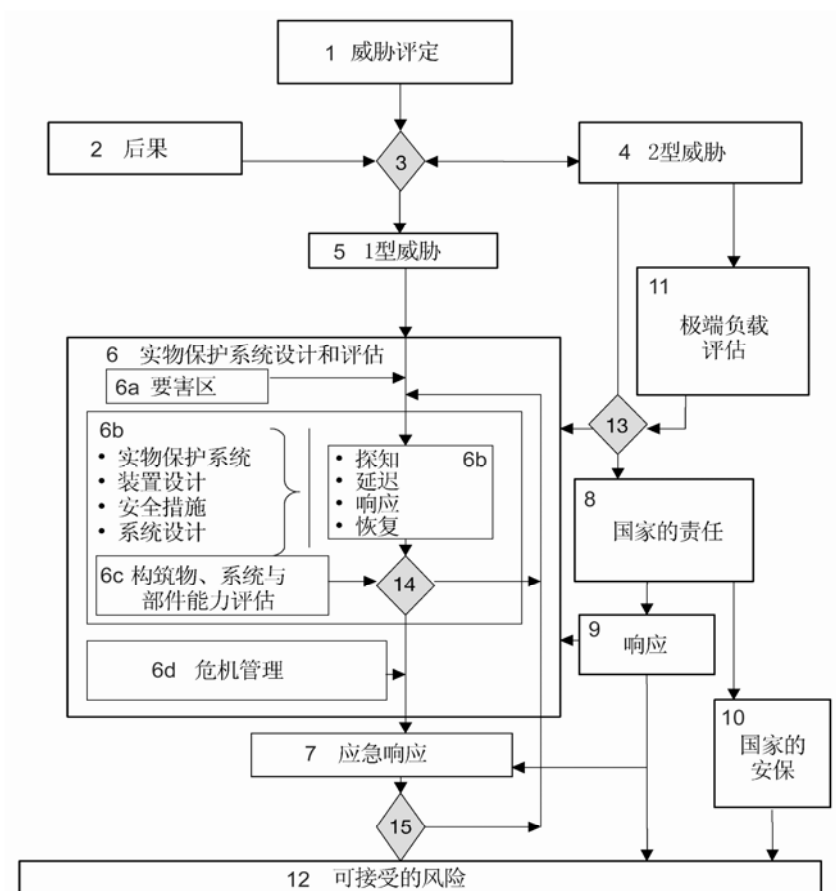 1 威胁评定
2 后果
3
4 2型威胁
5 1型威胁
11
极端负载
评估
6 实物保护系统设计和评估
6a 要害区
13
6b
• 实物保护系统
• 装置设计
• 安全措施
• 系统设计
6b
• 探知
• 延迟
• 响应
• 恢复
8
国家的责任
6c 构筑物、系统与
部件能力评估
14
9
响应
6d 危机管理
10
国家的
安保
7 应急响应
15
12 可接受的风险